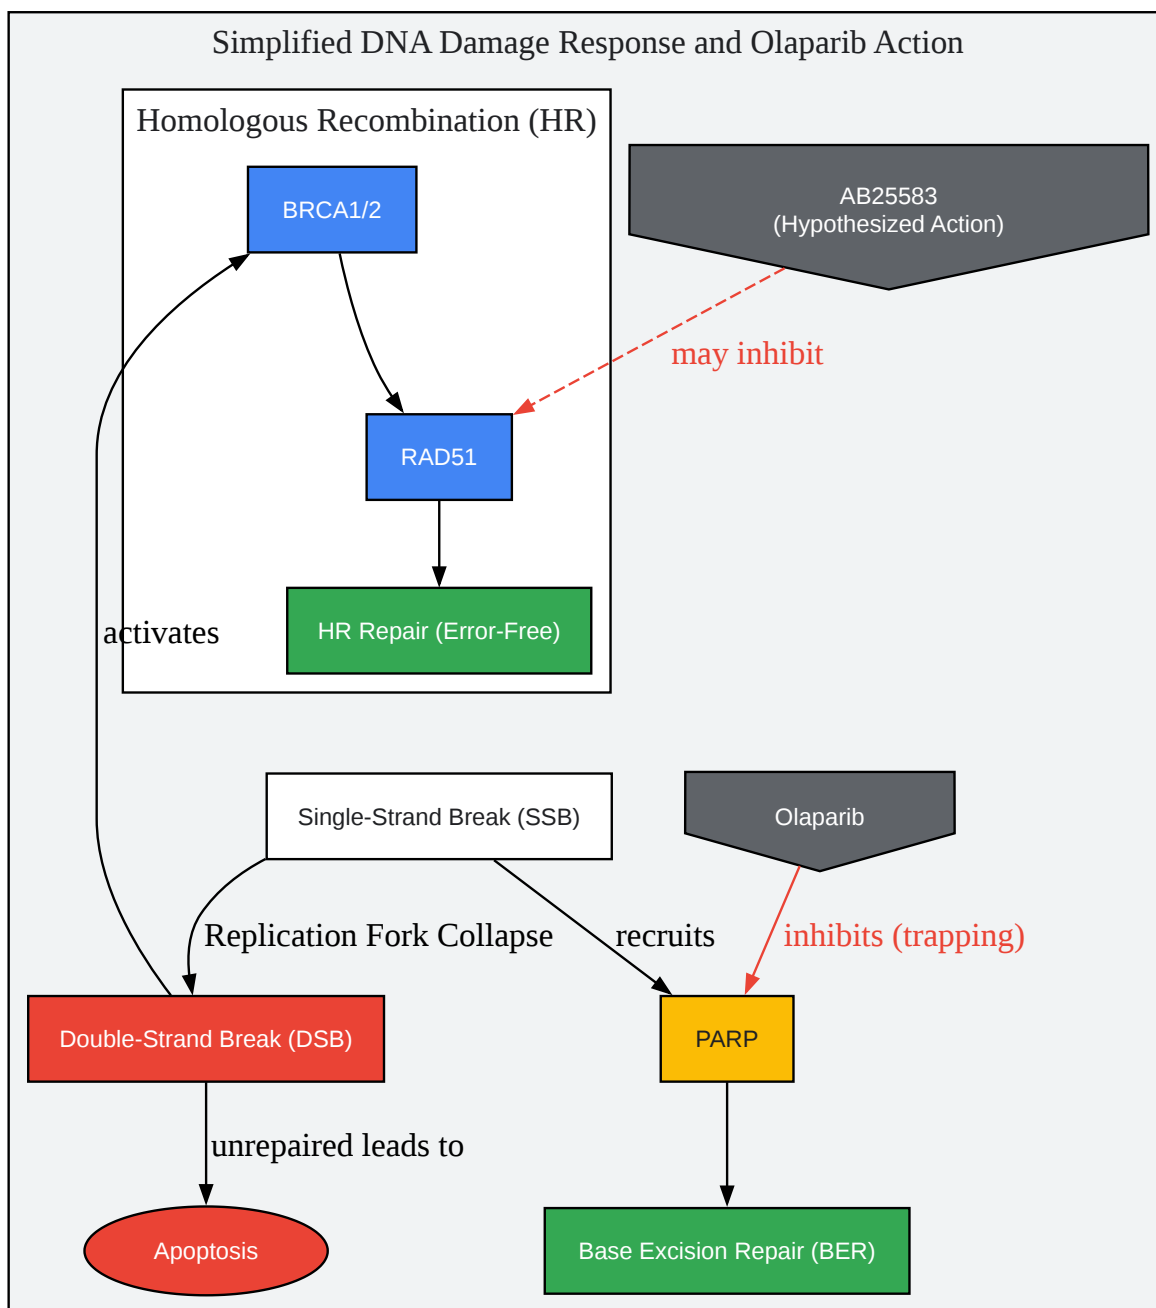 Simplified DNA Damage Response and Olaparib Action
Homologous Recombination (HR)
BRCA1/2
AB25583
(Hypothesized Action)
may inhibit
RAD51
HR Repair (Error-Free)
activates
Single-Strand Break (SSB)
Olaparib
Replication Fork Collapse
recruits
inhibits (trapping)
Double-Strand Break (DSB)
PARP
unrepaired leads to
Apoptosis
Base Excision Repair (BER)